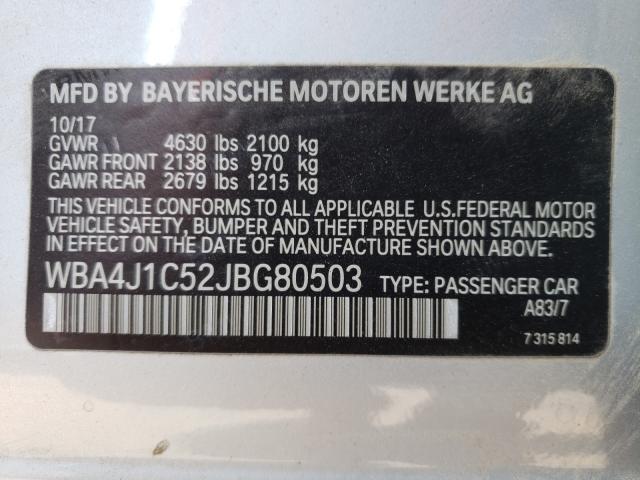 MFD BY BAYERISCHE MOTOREN WERKE AG
10/17
GVWR 4630 lbs 2100 kg
GAWR FRONT 2138 lbs 970 kg
GAWR REAR 2679 lbs 1215 kg
THIS VEHICLE CONFORMS TO ALL APPLICABLE U.S.FEDERAL MOTOR
VEHICLE SAFETY, BUMPER AND THEFT PREVENTION STANDARDS
IN EFFECT ON THE DATE OF MANUFACTURE SHOWN ABOVE.
WBA4J1C52JBG80503 TYPE: PASSENGER CAR
A83/7
7 315 814